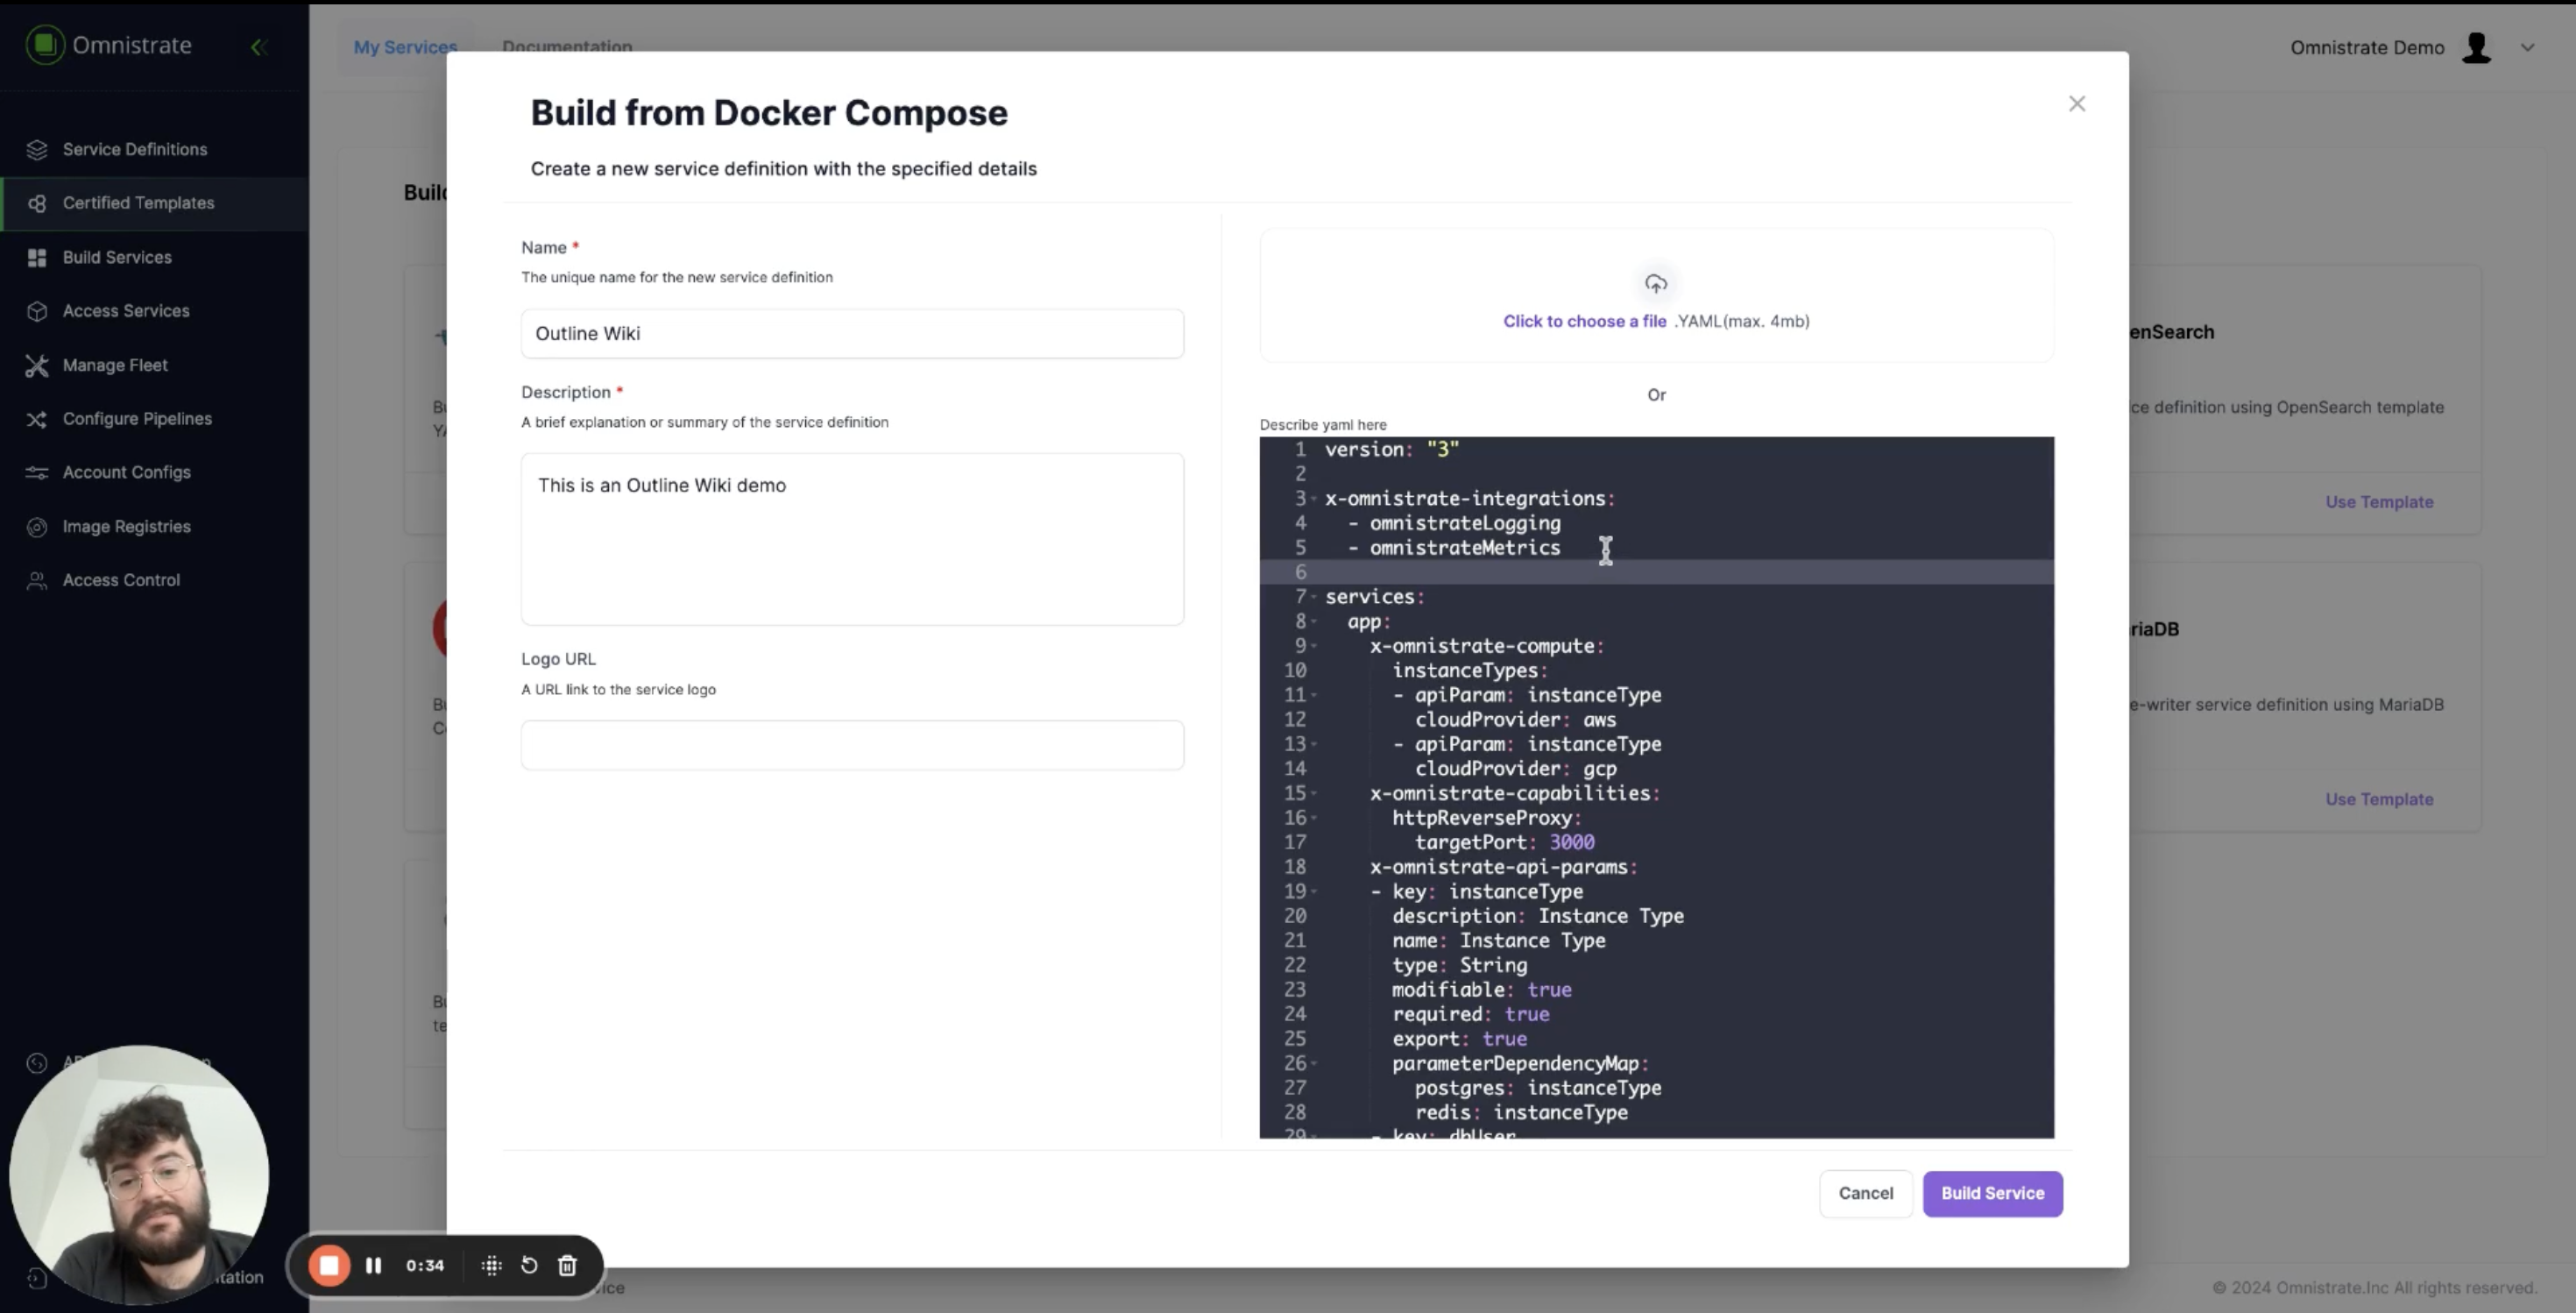 Omnistrate
My Services
Documentation
Omnistrate Demo
Service Definitions
Certified Templates
Build Services
Access Services
Manage Fleet
Configure Pipelines
Account Configs
Image Registries
Access Control
Build from Docker Compose
Create a new service definition with the specified details
Name *
The unique name for the new service definition
Outline Wiki
Description *
A brief explanation or summary of the service definition
This is an Outline Wiki demo
Logo URL
A URL link to the service logo
Click to choose a file .YAML(max. 4mb)
Or
Describe yaml here
1 version: "3"
2
3 x-omnistrate-integrations:
4 - omnistrateLogging
5 - omnistrateMetrics
6
7 services:
8 app:
9 x-omnistrate-compute:
10 instanceTypes:
11 - apiParam: instanceType
12 cloudProvider: aws
13 - apiParam: instanceType
14 cloudProvider: gcp
15 x-omnistrate-capabilities:
16 httpReverseProxy:
17 targetPort: 3000
18 x-omnistrate-api-params:
19 - key: instanceType
20 description: Instance Type
21 name: Instance Type
22 type: String
23 modifiable: true
24 required: true
25 export: true
26 parameterDependencyMap:
27 postgres: instanceType
28 redis: instanceType
29 - key: dbUser
Cancel
Build Service
enSearch
ce definition using OpenSearch template
Use Template
riaDB
e-writer service definition using MariaDB
Use Template
0:34
© 2024 Omnistrate.Inc All rights reserved.